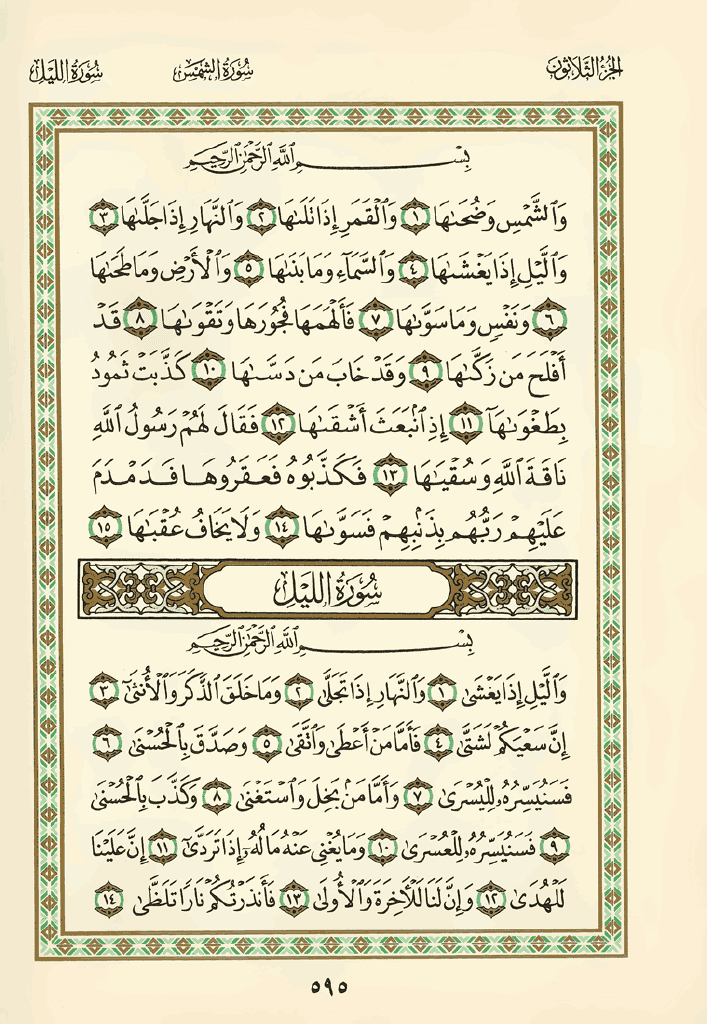 الجزء الثلاثون سورة الشمس سورة الليل
بِسْمِ ٱللَّهِ ٱلرَّحْمَٰنِ ٱلرَّحِيمِ
وَٱلشَّمْسِ وَضُحَىٰهَا ١ وَٱلْقَمَرِ إِذَا تَلَىٰهَا ٢ وَٱلنَّهَارِ إِذَا جَلَّىٰهَا ٣
وَٱلَّيْلِ إِذَا يَغْشَىٰهَا ٤ وَٱلسَّمَآءِ وَمَا بَنَىٰهَا ٥ وَٱلْأَرْضِ وَمَا طَحَىٰهَا
٦ وَنَفْسٍ وَمَا سَوَّىٰهَا ٧ فَأَلْهَمَهَا فُجُورَهَا وَتَقْوَىٰهَا ٨ قَدْ
أَفْلَحَ مَن زَكَّىٰهَا ٩ وَقَدْ خَابَ مَن دَسَّىٰهَا ١٠ كَذَّبَتْ ثَمُودُ
بِطَغْوَىٰهَآ ١١ إِذِ ٱنۢبَعَثَ أَشْقَىٰهَا ١٢ فَقَالَ لَهُمْ رَسُولُ ٱللَّهِ
نَاقَةَ ٱللَّهِ وَسُقْيَٰهَا ١٣ فَكَذَّبُوهُ فَعَقَرُوهَا فَدَمْدَمَ
عَلَيْهِمْ رَبُّهُم بِذَنۢبِهِمْ فَسَوَّىٰهَا ١٤ وَلَا يَخَافُ عُقْبَٰهَا ١٥
سُورَةُ اللَّيْلِ
بِسْمِ ٱللَّهِ ٱلرَّحْمَٰنِ ٱلرَّحِيمِ
وَٱلَّيْلِ إِذَا يَغْشَىٰ ١ وَٱلنَّهَارِ إِذَا تَجَلَّىٰ ٢ وَمَا خَلَقَ ٱلذَّكَرَ وَٱلْأُنثَىٰٓ ٣
إِنَّ سَعْيَكُمْ لَشَتَّىٰ ٤ فَأَمَّا مَنْ أَعْطَىٰ وَٱتَّقَىٰ ٥ وَصَدَّقَ بِٱلْحُسْنَىٰ ٦
فَسَنُيَسِّرُهُۥ لِلْيُسْرَىٰ ٧ وَأَمَّا مَنۢ بَخِلَ وَٱسْتَغْنَىٰ ٨ وَكَذَّبَ بِٱلْحُسْنَىٰ
٩ فَسَنُيَسِّرُهُۥ لِلْعُسْرَىٰ ١٠ وَمَا يُغْنِى عَنْهُ مَالُهُۥٓ إِذَا تَرَدَّىٰٓ ١١ إِنَّ عَلَيْنَا
لَلْهُدَىٰ ١٢ وَإِنَّ لَنَا لَلْأَخِرَةَ وَٱلْأُولَىٰ ١٣ فَأَنذَرْتُكُمْ نَارًا تَلَظَّىٰ ١٤
٥٩٥